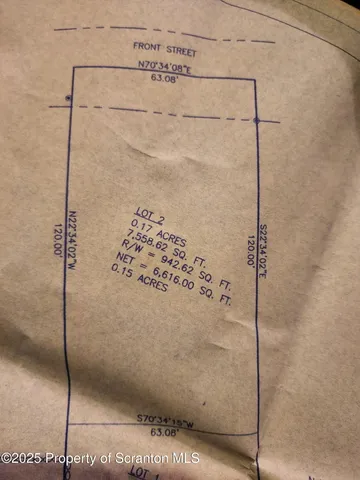 FRONT STREET
N70°34'08"E
63.08'
N22°34'02"W
120.00'
LOT 2
0.17 ACRES
7,558.62 SQ. FT.
R/W = 942.62 SQ. FT.
NET = 6,616.00 SQ. FT.
0.15 ACRES
S22°34'02"E
120.00'
S70°34'15"W
63.08'
LOT 1
N
©2025 Property of Scranton MLS